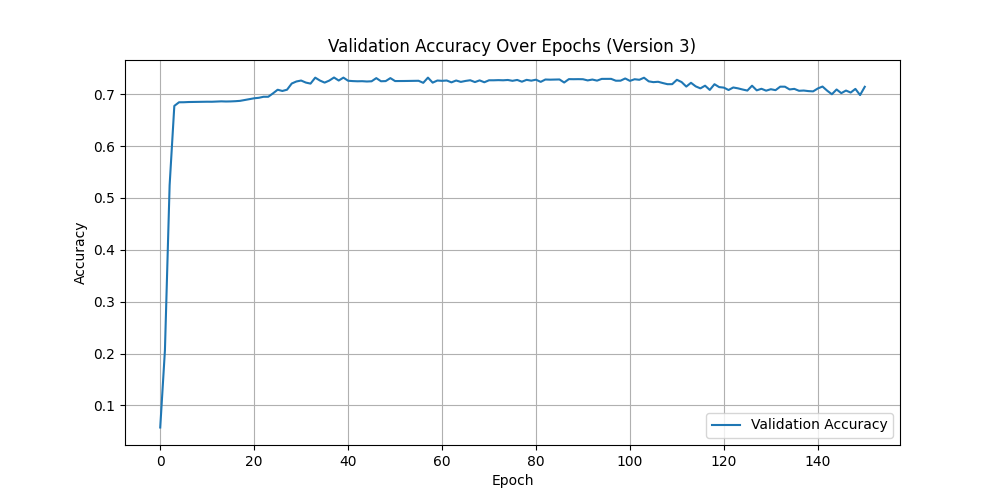 Validation Accuracy Over Epochs (Version 3)
0.7
0.6
0.5
0.4
0.3
0.2
0.1
Accuracy
0 20 40 60 80 100 120 140
Epoch
Validation Accuracy